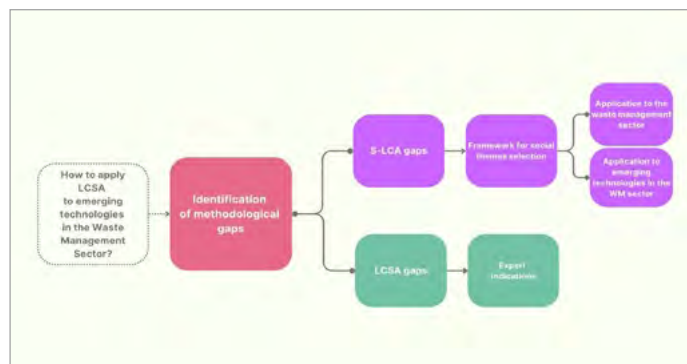 How to apply
LCSA
to emerging
technologies
in the Waste
Management
Sector?
Identification
of methodological
gaps
S-LCA gaps
Framework for social
themes selection
Application to the
waste management
sector
Application to
emerging
technologies in the
WM sector
LCSA gaps
Expert
indications